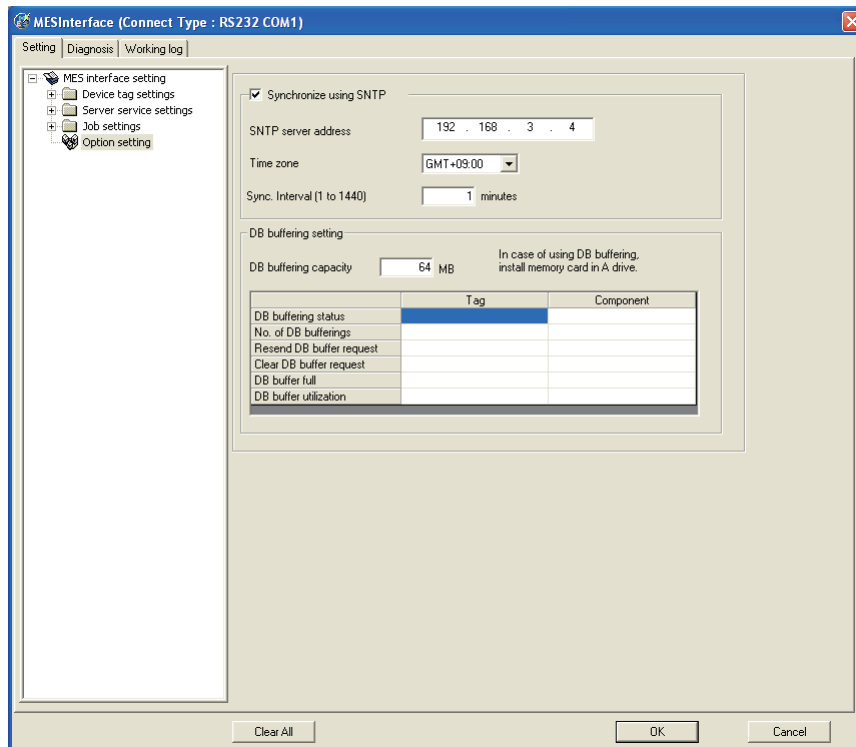 MESInterface (Connect Type : RS232 COM1)
Setting Diagnosis Working log
MES interface setting
Device tag settings
Server service settings
Job settings
Option setting
Synchronize using SNTP
SNTP server address 192 . 168 . 3 . 4
Time zone GMT+09:00
Sync. Interval (1 to 1440) 1 minutes
DB buffering setting
DB buffering capacity 64 MB
In case of using DB buffering,
install memory card in A drive.
Tag Component
DB buffering status
No. of DB bufferings
Resend DB buffer request
Clear DB buffer request
DB buffer full
DB buffer utilization
Clear All OK Cancel